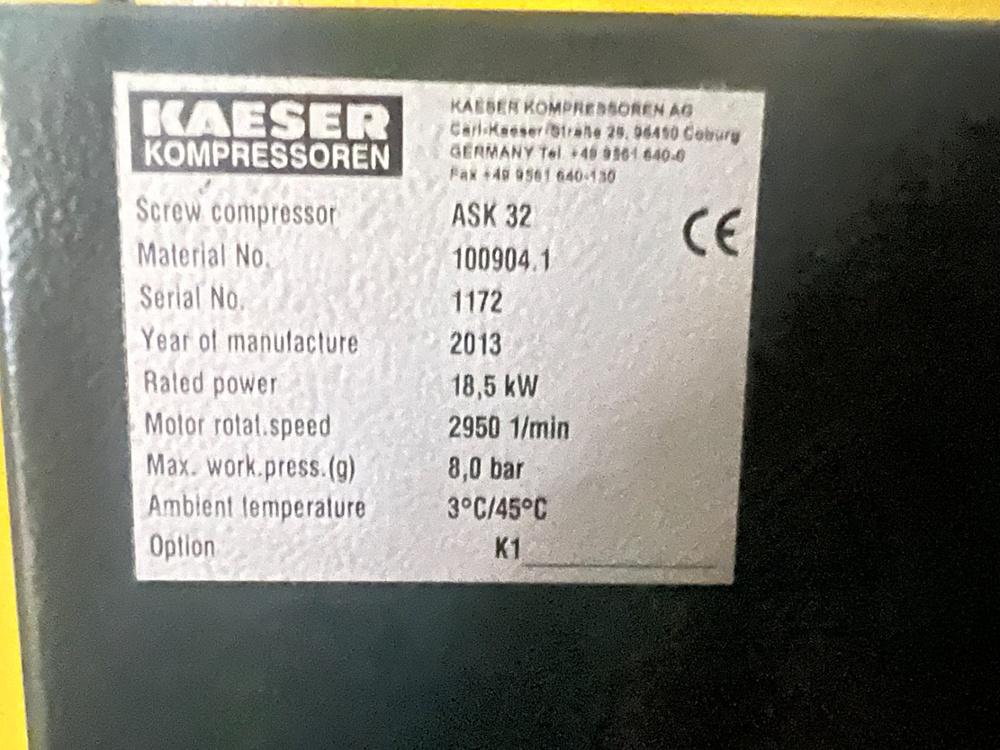 KAESER
KOMPRESSOREN
KAESER KOMPRESSOREN AG
Carl-Kaeser-Straße 26, 96450 Coburg
GERMANY Tel. +49 9561 640-0
Fax +49 9561 640-130
Screw compressor ASK 32
CE
Material No. 100904.1
Serial No. 1172
Year of manufacture 2013
Rated power 18,5 kW
Motor rotat.speed 2950 1/min
Max. work.press.(g) 8,0 bar
Ambient temperature 3°C/45°C
Option K1